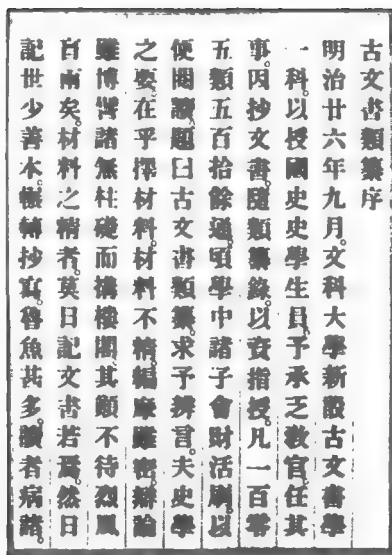 古文書類纂序
明治廿六年九月。文科大學新設古文書學
一科。以授國史史學生員。予承乏教官。任其
事。因抄文書。隨類纂錄。以資指授。凡一百零
五類五百拾餘通。頃學中諸子會財活刷。以
便閱讀。題曰古文書類纂。求予辨言。夫史學
之要。在乎擇材料。材料不精。編摩雖密。辯論
雖博。譬諸無柱礎而搆樓閣。其顚不待烈風
百雨矣。材料之精者。莫日記文書若焉。然日
記世少善本。帳轉抄寫。魯魚甚多。讀者病諸。